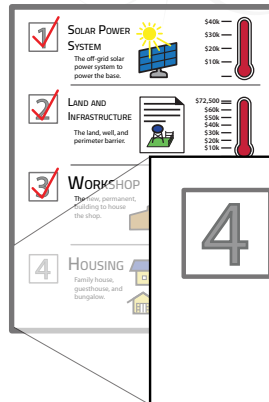 1
SOLAR POWER
SYSTEM
The off-grid solar
power system to
power the base.
$40k
$30k
$20k
$10k
2
LAND AND
INFRASTRUCTURE
The land, well, and
perimeter barrier.
$72,500
$60k
$50k
$40k
$30k
$20k
$10k
3
WORKSHOP
The new, permanent,
building to house
the shop.
4
HOUSING
Family house,
guesthouse, and
bungalow.
4